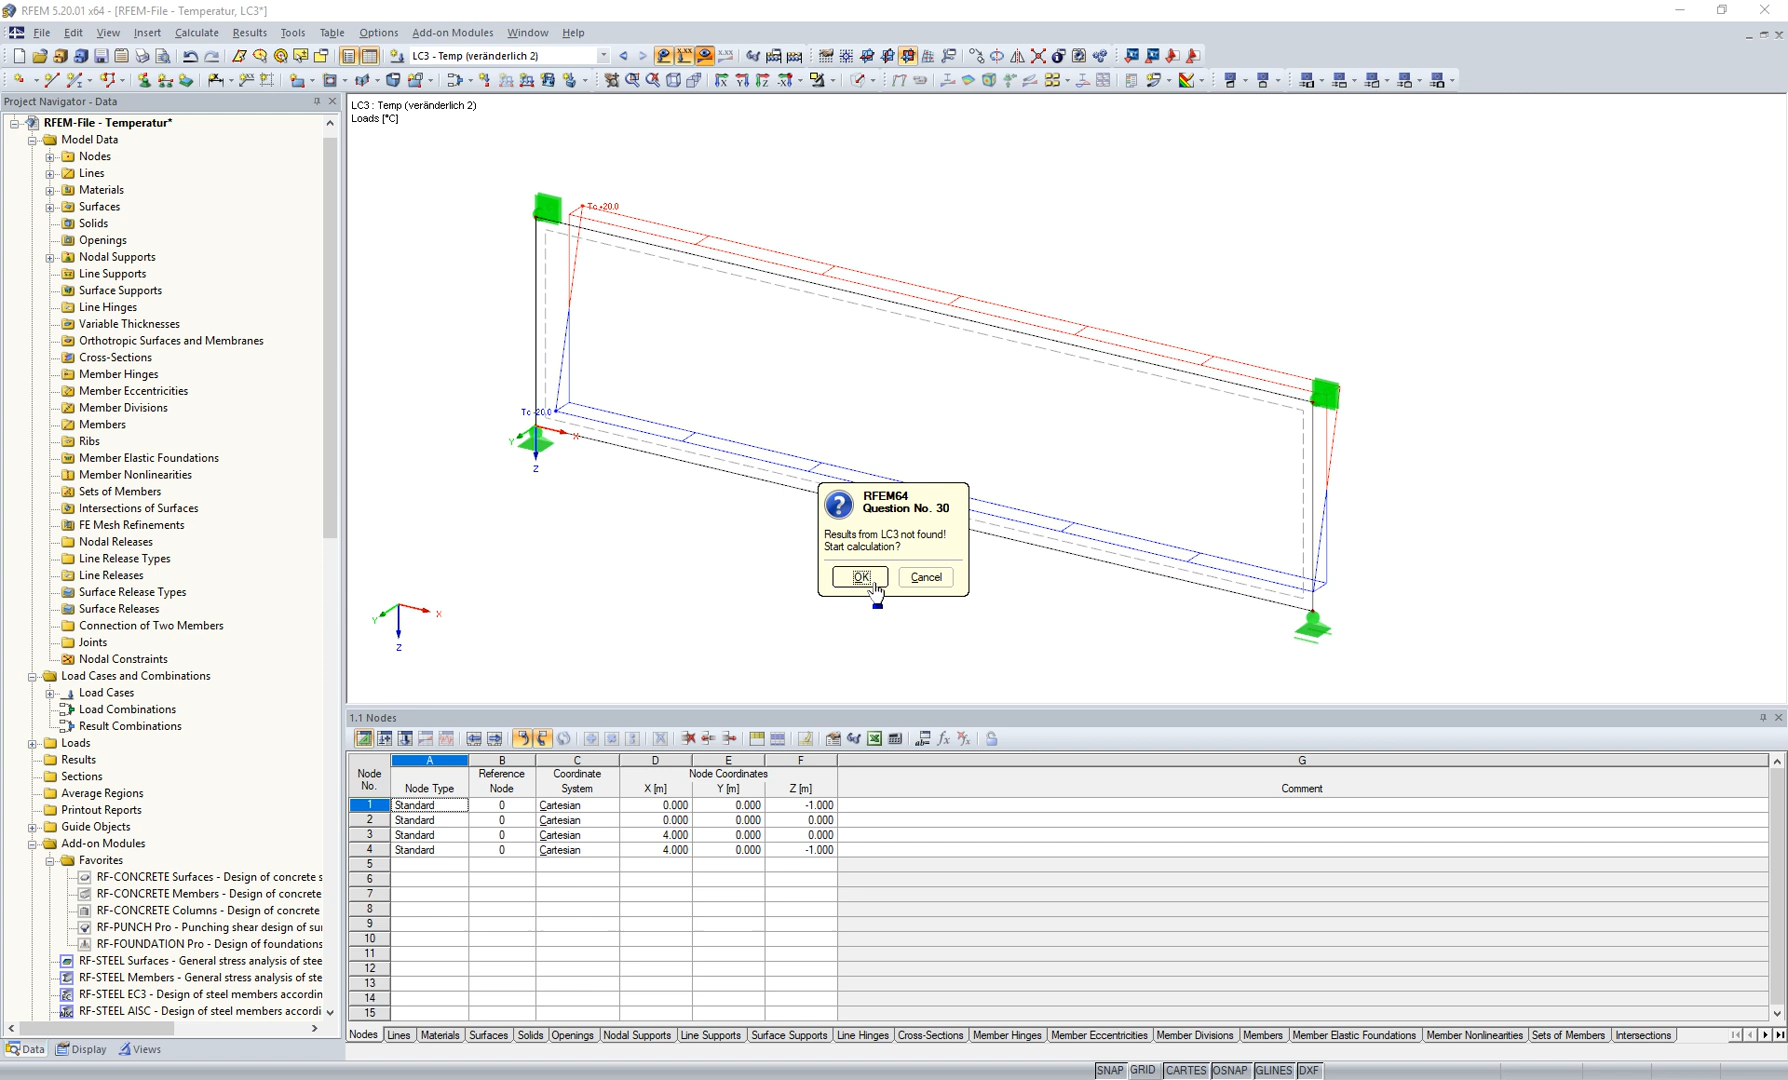 RFEM 5.20.01 x64 - [RFEM-File - Temperatur, LC3*]
File Edit View Insert Calculate Results Tools Table Options Add-on Modules Window Help
LC3 - Temp (veränderlich 2)
Project Navigator - Data
RFEM-File - Temperatur*
Model Data
Nodes
Lines
Materials
Surfaces
Solids
Openings
Nodal Supports
Line Supports
Surface Supports
Line Hinges
Variable Thicknesses
Orthotropic Surfaces and Membranes
Cross-Sections
Member Hinges
Member Eccentricities
Member Divisions
Members
Ribs
Member Elastic Foundations
Member Nonlinearities
Sets of Members
Intersections of Surfaces
FE Mesh Refinements
Nodal Releases
Line Release Types
Line Releases
Surface Release Types
Surface Releases
Connection of Two Members
Joints
Nodal Constraints
Load Cases and Combinations
Load Cases
Load Combinations
Result Combinations
Loads
Results
Sections
Average Regions
Printout Reports
Guide Objects
Add-on Modules
Favorites
RF-CONCRETE Surfaces - Design of concrete s
RF-CONCRETE Members - Design of concrete
RF-CONCRETE Columns - Design of concrete
RF-PUNCH Pro - Punching shear design of su
RF-FOUNDATION Pro - Design of foundations
RF-STEEL Surfaces - General stress analysis of stee
RF-STEEL Members - General stress analysis of ste
RF-STEEL EC3 - Design of steel members accordin
RF-STEEL AISC - Design of steel members accordi
Data Display Views
LC3 : Temp (veränderlich 2)
Loads [°C]
Tc +20.0
Tc -20.0
Y X
Z
Y X
Z
RFEM64
Question No. 30
Results from LC3 not found!
Start calculation?
OK Cancel
1.1 Nodes
A B C D E F G
Node Reference Coordinate Node Coordinates
No. Node Type Node System X [m] Y [m] Z [m] Comment
1 Standard 0 Cartesian 0.000 0.000 -1.000
2 Standard 0 Cartesian 0.000 0.000 0.000
3 Standard 0 Cartesian 4.000 0.000 0.000
4 Standard 0 Cartesian 4.000 0.000 -1.000
5
6
7
8
9
10
11
12
13
14
15
Nodes Lines Materials Surfaces Solids Openings Nodal Supports Line Supports Surface Supports Line Hinges Cross-Sections Member Hinges Member Eccentricities Member Divisions Members Member Elastic Foundations Member Nonlinearities Sets of Members Intersections
SNAP GRID CARTES OSNAP GLINES DXF